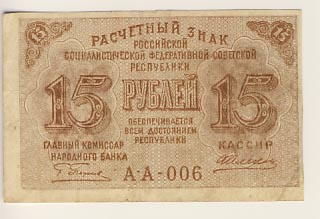 РАСЧЕТНЫЙ ЗНАК
15 15
РОССИЙСКОЙ
СОЦИАЛИСТИЧЕСКОЙ ФЕДЕРАТИВНОЙ СОВЕТСКОЙ
РЕСПУБЛИКИ
15 РУБЛЕЙ 15
ОБЕСПЕЧИВАЕТСЯ
ВСЕМ ДОСТОЯНИЕМ
РЕСПУБЛИКИ
ГЛАВНЫЙ КОМИССАР
НАРОДНОГО БАНКА
КАССИР
А-А-006